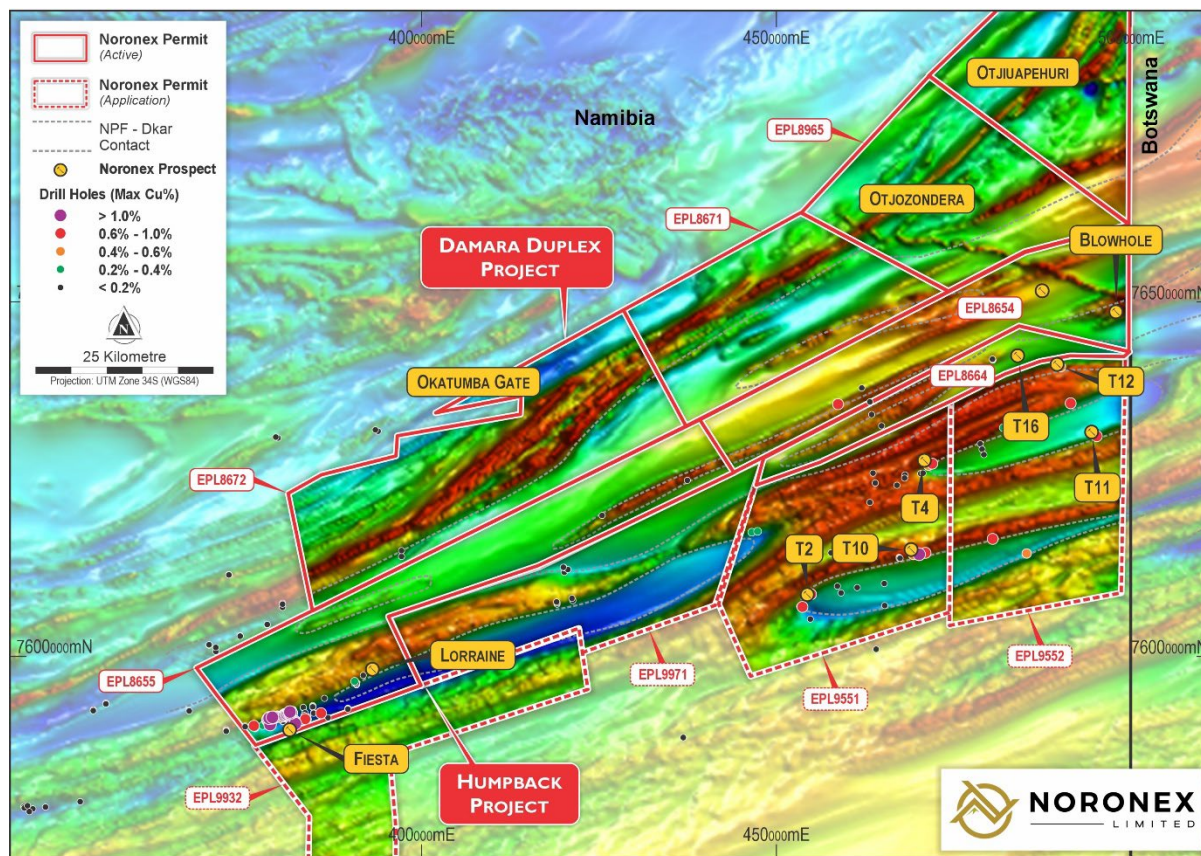 Noronex Permit
(Active)
Noronex Permit
(Application)
NPF - Dkar
Contact
Noronex Prospect
Drill Holes (Max Cu%)
> 1.0%
0.6% - 1.0%
0.4% - 0.6%
0.2% - 0.4%
< 0.2%
N
25 Kilometre
Projection: UTM Zone 34S (WGS84)
400000mE
450000mE
Namibia
Botswana
OTJIUAPEHURI
EPL8965
OTJOZONDERA
EPL8671
DAMARA DUPLEX
PROJECT
BLOWHOLE
7650000mN
EPL8654
EPL8664
OKATUMBA GATE
T12
T16
EPL8672
T4
T11
T2
T10
7600000mN
7600000mN
LORRAINE
EPL8655
EPL9971
EPL9552
EPL9551
FIESTA
EPL9932
HUMPBACK
PROJECT
400000mE
450000mE
NORONEX
LIMITED